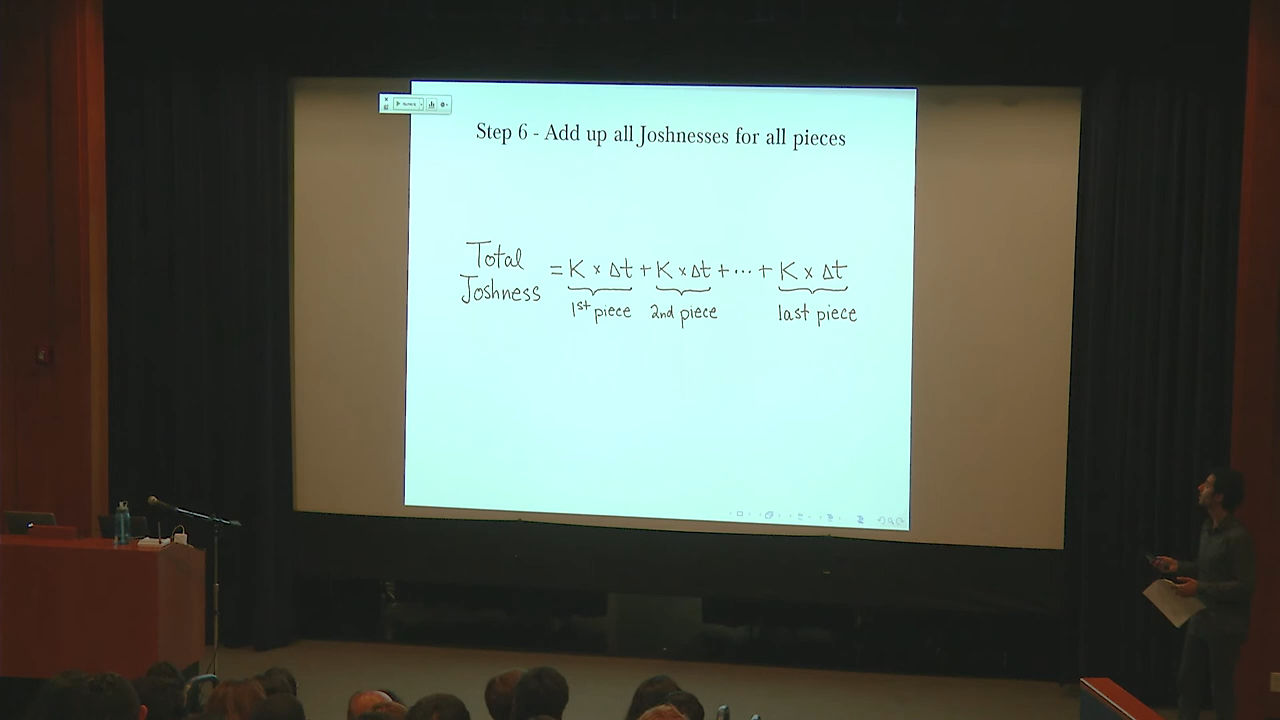 Step 6 - Add up all Joshnesses for all pieces
Total Joshness = K × Δt + K × Δt + ... + K × Δt
1st piece 2nd piece last piece